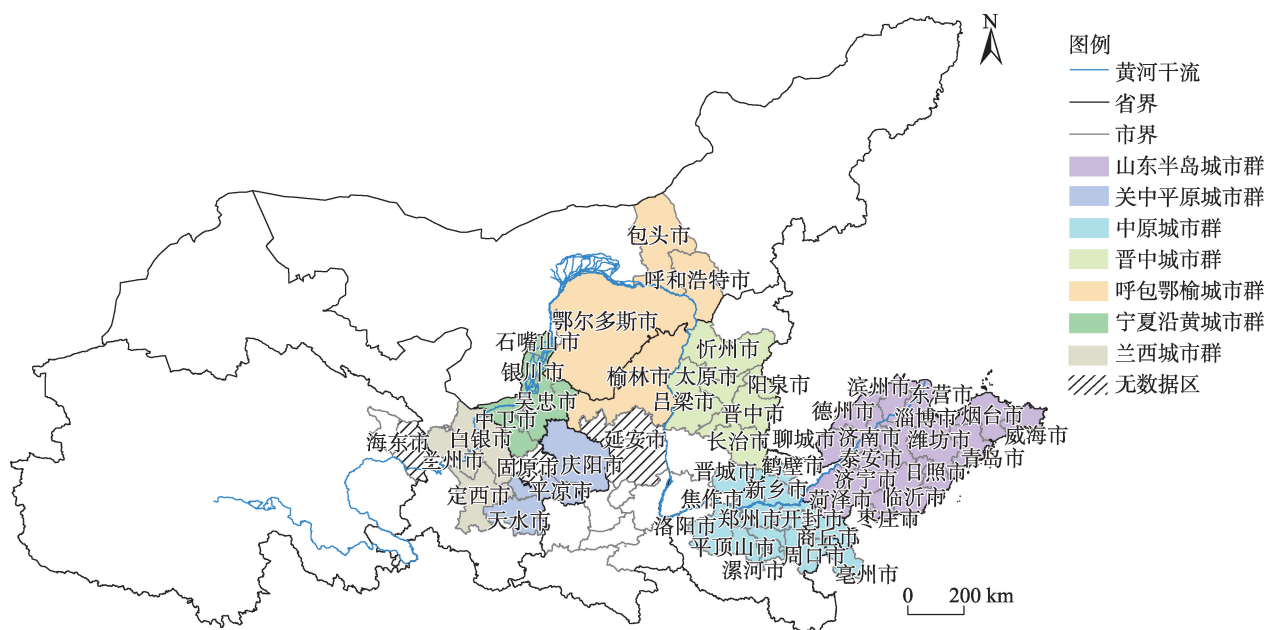 N
图例
黄河干流
省界
市界
山东半岛城市群
关中平原城市群
中原城市群
晋中城市群
呼包鄂榆城市群
宁夏沿黄城市群
兰西城市群
无数据区
包头市
呼和浩特市
鄂尔多斯市
石嘴山市
银川市
榆林市
吴忠市
中卫市
忻州市
太原市
阳泉市
吕梁市
晋中市
长治市
晋城市
海东市
白银市
兰州市
定西市
固原市
庆阳市
平凉市
天水市
延安市
滨州市
东营市
德州市
淄博市
烟台市
威海市
聊城市
济南市
潍坊市
青岛市
泰安市
日照市
济宁市
菏泽市
临沂市
枣庄市
鹤壁市
焦作市
新乡市
洛阳市
郑州市
开封市
商丘市
平顶山市
周口市
漯河市
亳州市
0 200 km